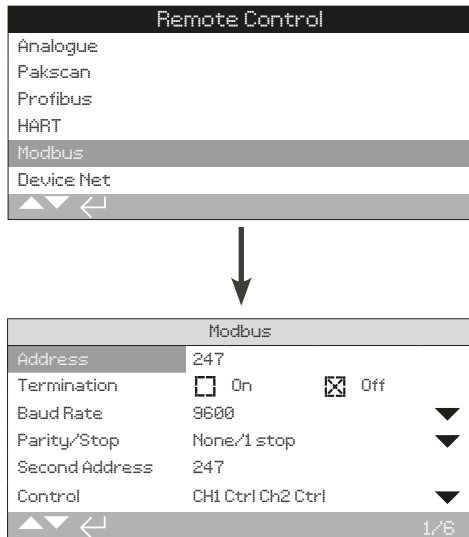 Remote Control
Analogue
Pakscan
Profibus
HART
Modbus
Device Net
Modbus
Address 247
Termination On Off
Baud Rate 9600
Parity/Stop None/1 stop
Second Address 247
Control CH1 Ctrl Ch2 Ctrl
1/6